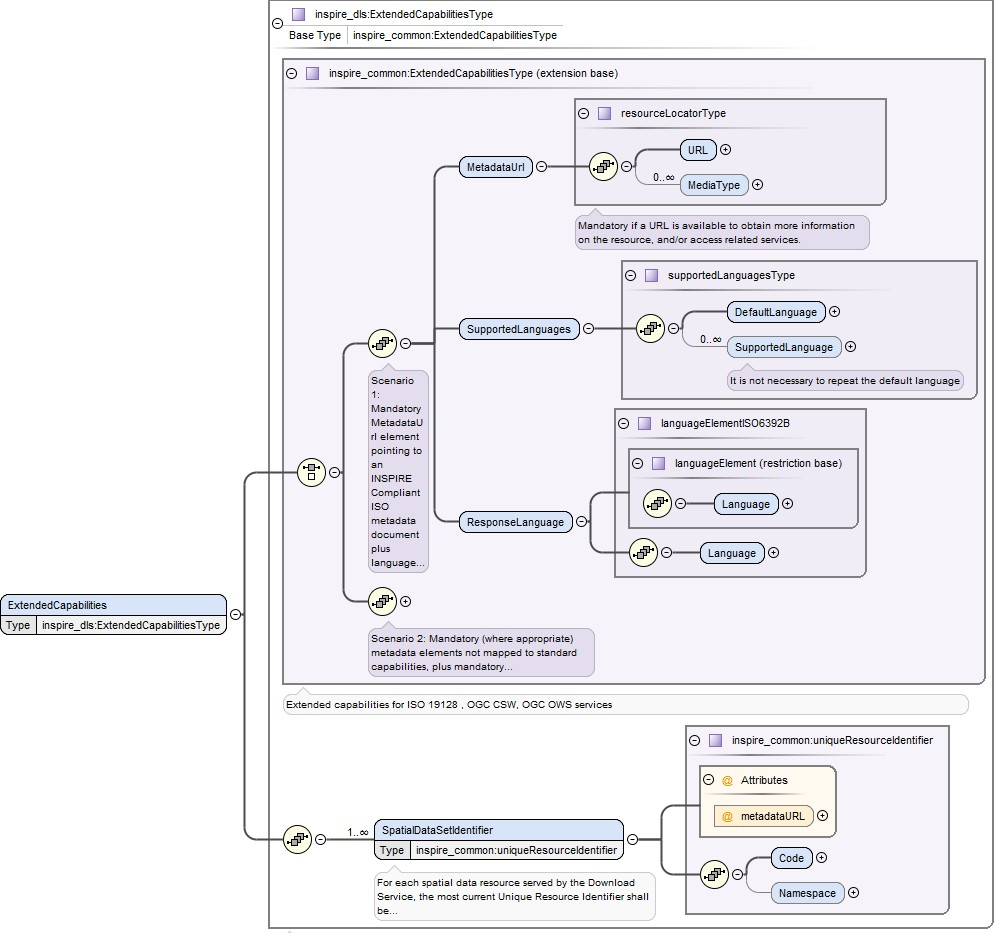 inspire_dls:ExtendedCapabilitiesType
Base Type inspire_common:ExtendedCapabilitiesType
inspire_common:ExtendedCapabilitiesType (extension base)
resourceLocatorType
MetadataUrl
URL
0..∞
MediaType
Mandatory if a URL is available to obtain more information
on the resource, and/or access related services.
supportedLanguagesType
SupportedLanguages
DefaultLanguage
0..∞
SupportedLanguage
It is not necessary to repeat the default language
Scenario
1:
Mandatory
MetadataU
rl element
pointing to
an
INSPIRE
Compliant
ISO
metadata
document
plus
language...
languageElementISO6392B
languageElement (restriction base)
Language
ResponseLanguage
Language
ExtendedCapabilities
Type inspire_dls:ExtendedCapabilitiesType
Scenario 2: Mandatory (where appropriate)
metadata elements not mapped to standard
capabilities, plus mandatory...
Extended capabilities for ISO 19128 , OGC CSW, OGC OWS services
inspire_common:uniqueResourceIdentifier
@ Attributes
@ metadataURL
1..∞
SpatialDataSetIdentifier
Type inspire_common:uniqueResourceIdentifier
Code
Namespace
For each spatial data resource served by the Download
Service, the most current Unique Resource Identifier shall
be...